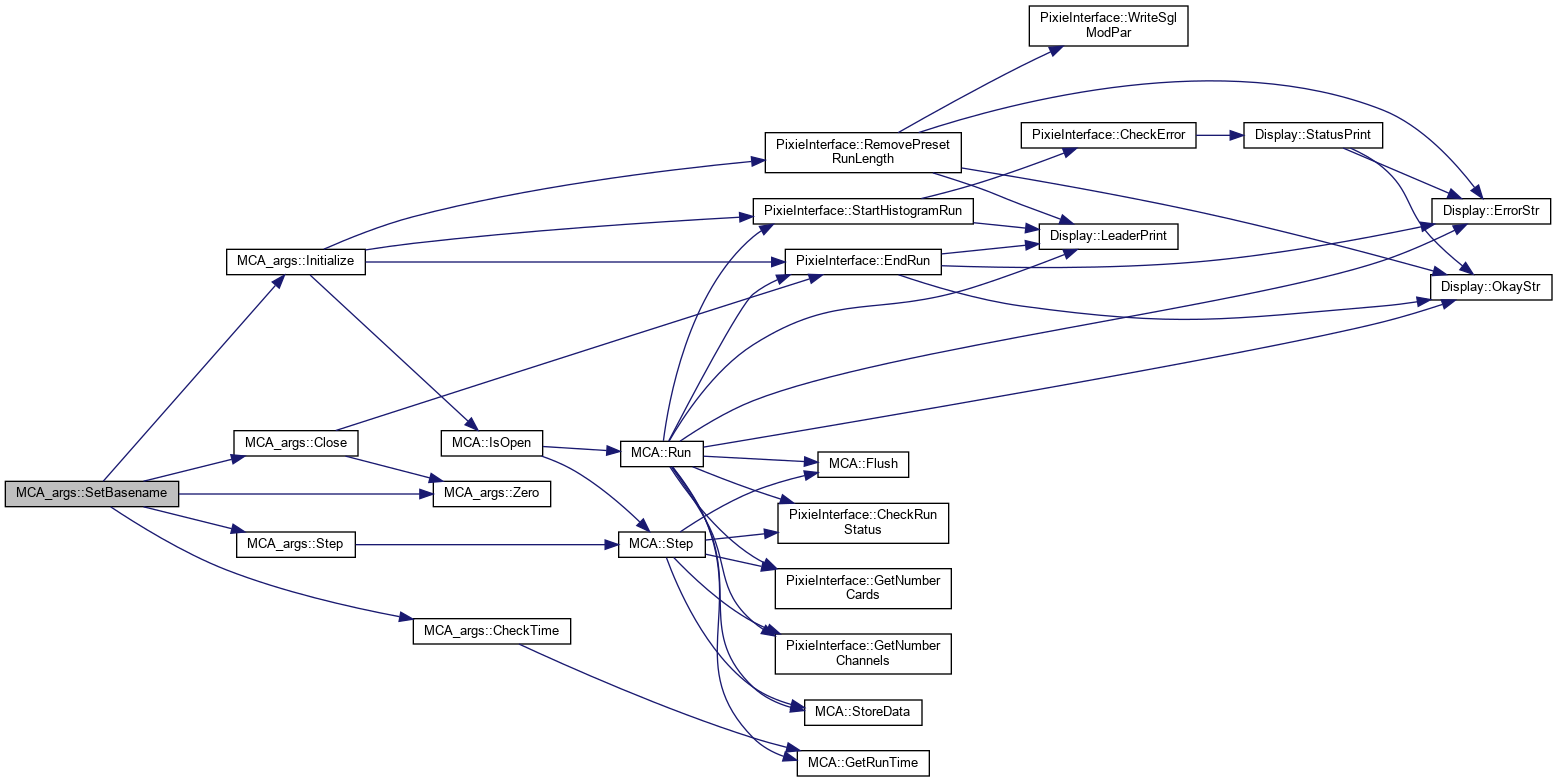 PixieInterface::WriteSgl
ModPar
PixieInterface::CheckError
Display::StatusPrint
PixieInterface::RemovePreset
RunLength
PixieInterface::StartHistogramRun
Display::ErrorStr
Display::LeaderPrint
MCA_args::Initialize
PixieInterface::EndRun
Display::OkayStr
MCA_args::Close
MCA::IsOpen
MCA::Run
MCA::Flush
MCA_args::SetBasename
MCA_args::Zero
PixieInterface::CheckRun
Status
MCA_args::Step
MCA::Step
PixieInterface::GetNumber
Cards
MCA_args::CheckTime
PixieInterface::GetNumber
Channels
MCA::StoreData
MCA::GetRunTime